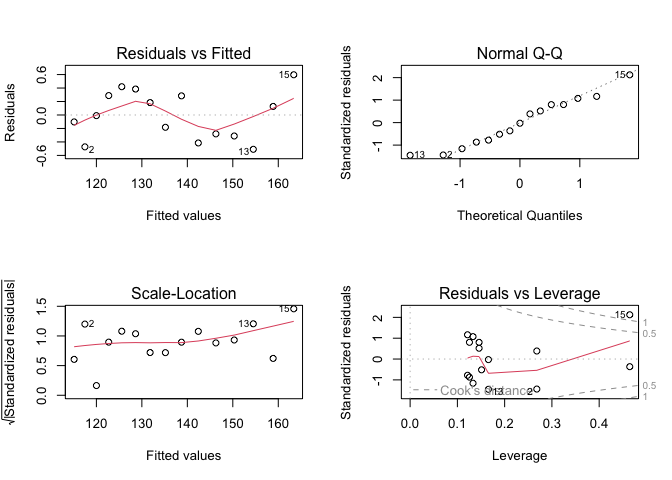 Residuals vs Fitted
Residuals
0.6
0.0
-0.6
15
2
13
120 130 140 150 160
Fitted values
Normal Q-Q
Standardized residuals
2
1
0
-1
15
13
2
-1 0 1
Theoretical Quantiles
Scale-Location
√|Standardized residuals|
1.5
1.0
0.5
0.0
15
13
2
120 130 140 150 160
Fitted values
Residuals vs Leverage
Standardized residuals
2
1
0
-1
15
1
0.5
0.5
1
Cook's distance
13
2
0.0 0.1 0.2 0.3 0.4
Leverage